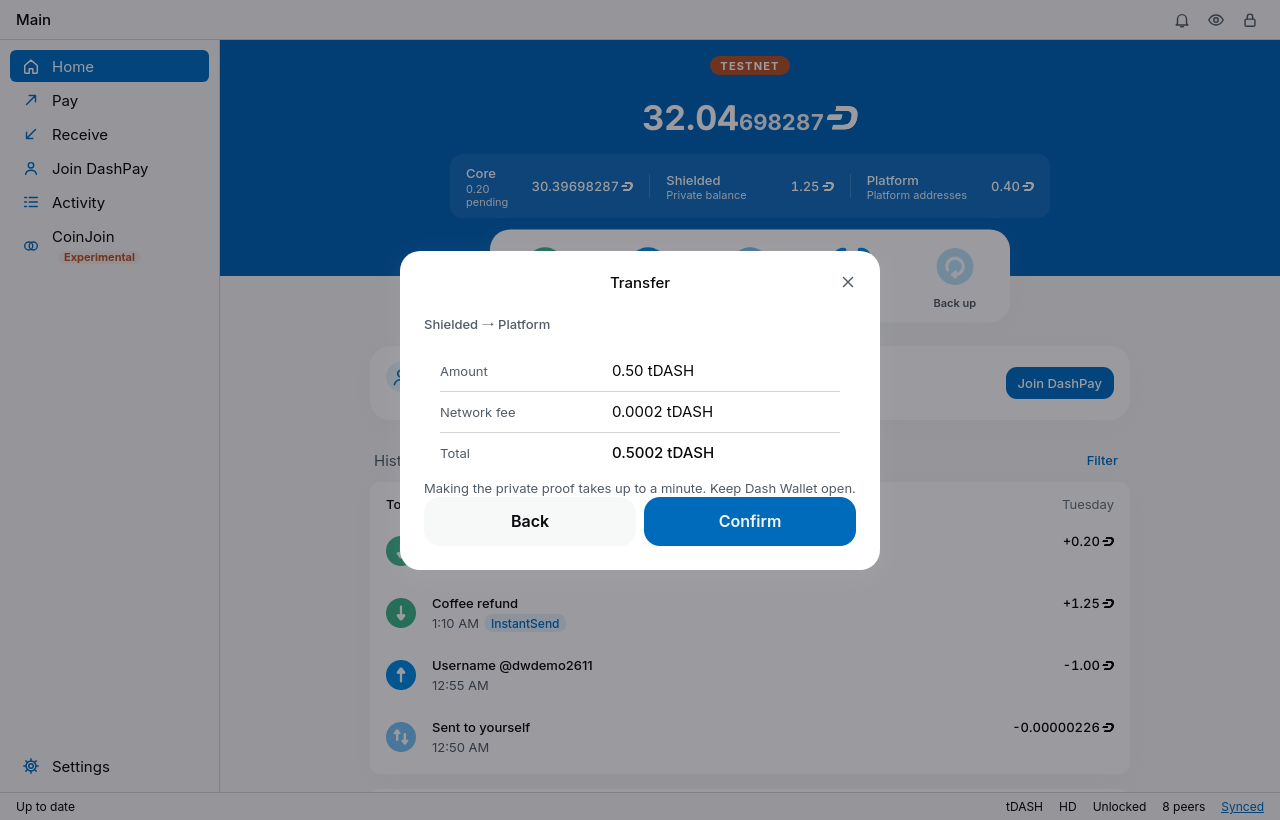 Main
Home
Pay
Receive
Join DashPay
Activity
CoinJoin
Experimental
Settings
TESTNET
32.04698287
Core
0.20 pending
30.39698287
Shielded
Private balance
1.25
Platform
Platform addresses
0.40
Back up
Join DashPay
Filter
Tuesday
+0.20
Transfer
Shielded → Platform
Amount 0.50 tDASH
Network fee 0.0002 tDASH
Total 0.5002 tDASH
Making the private proof takes up to a minute. Keep Dash Wallet open.
Back Confirm
Coffee refund +1.25
1:10 AM InstantSend
Username @dwdemo2611 -1.00
12:55 AM
Sent to yourself -0.00000226
12:50 AM
Up to date tDASH HD Unlocked 8 peers Synced